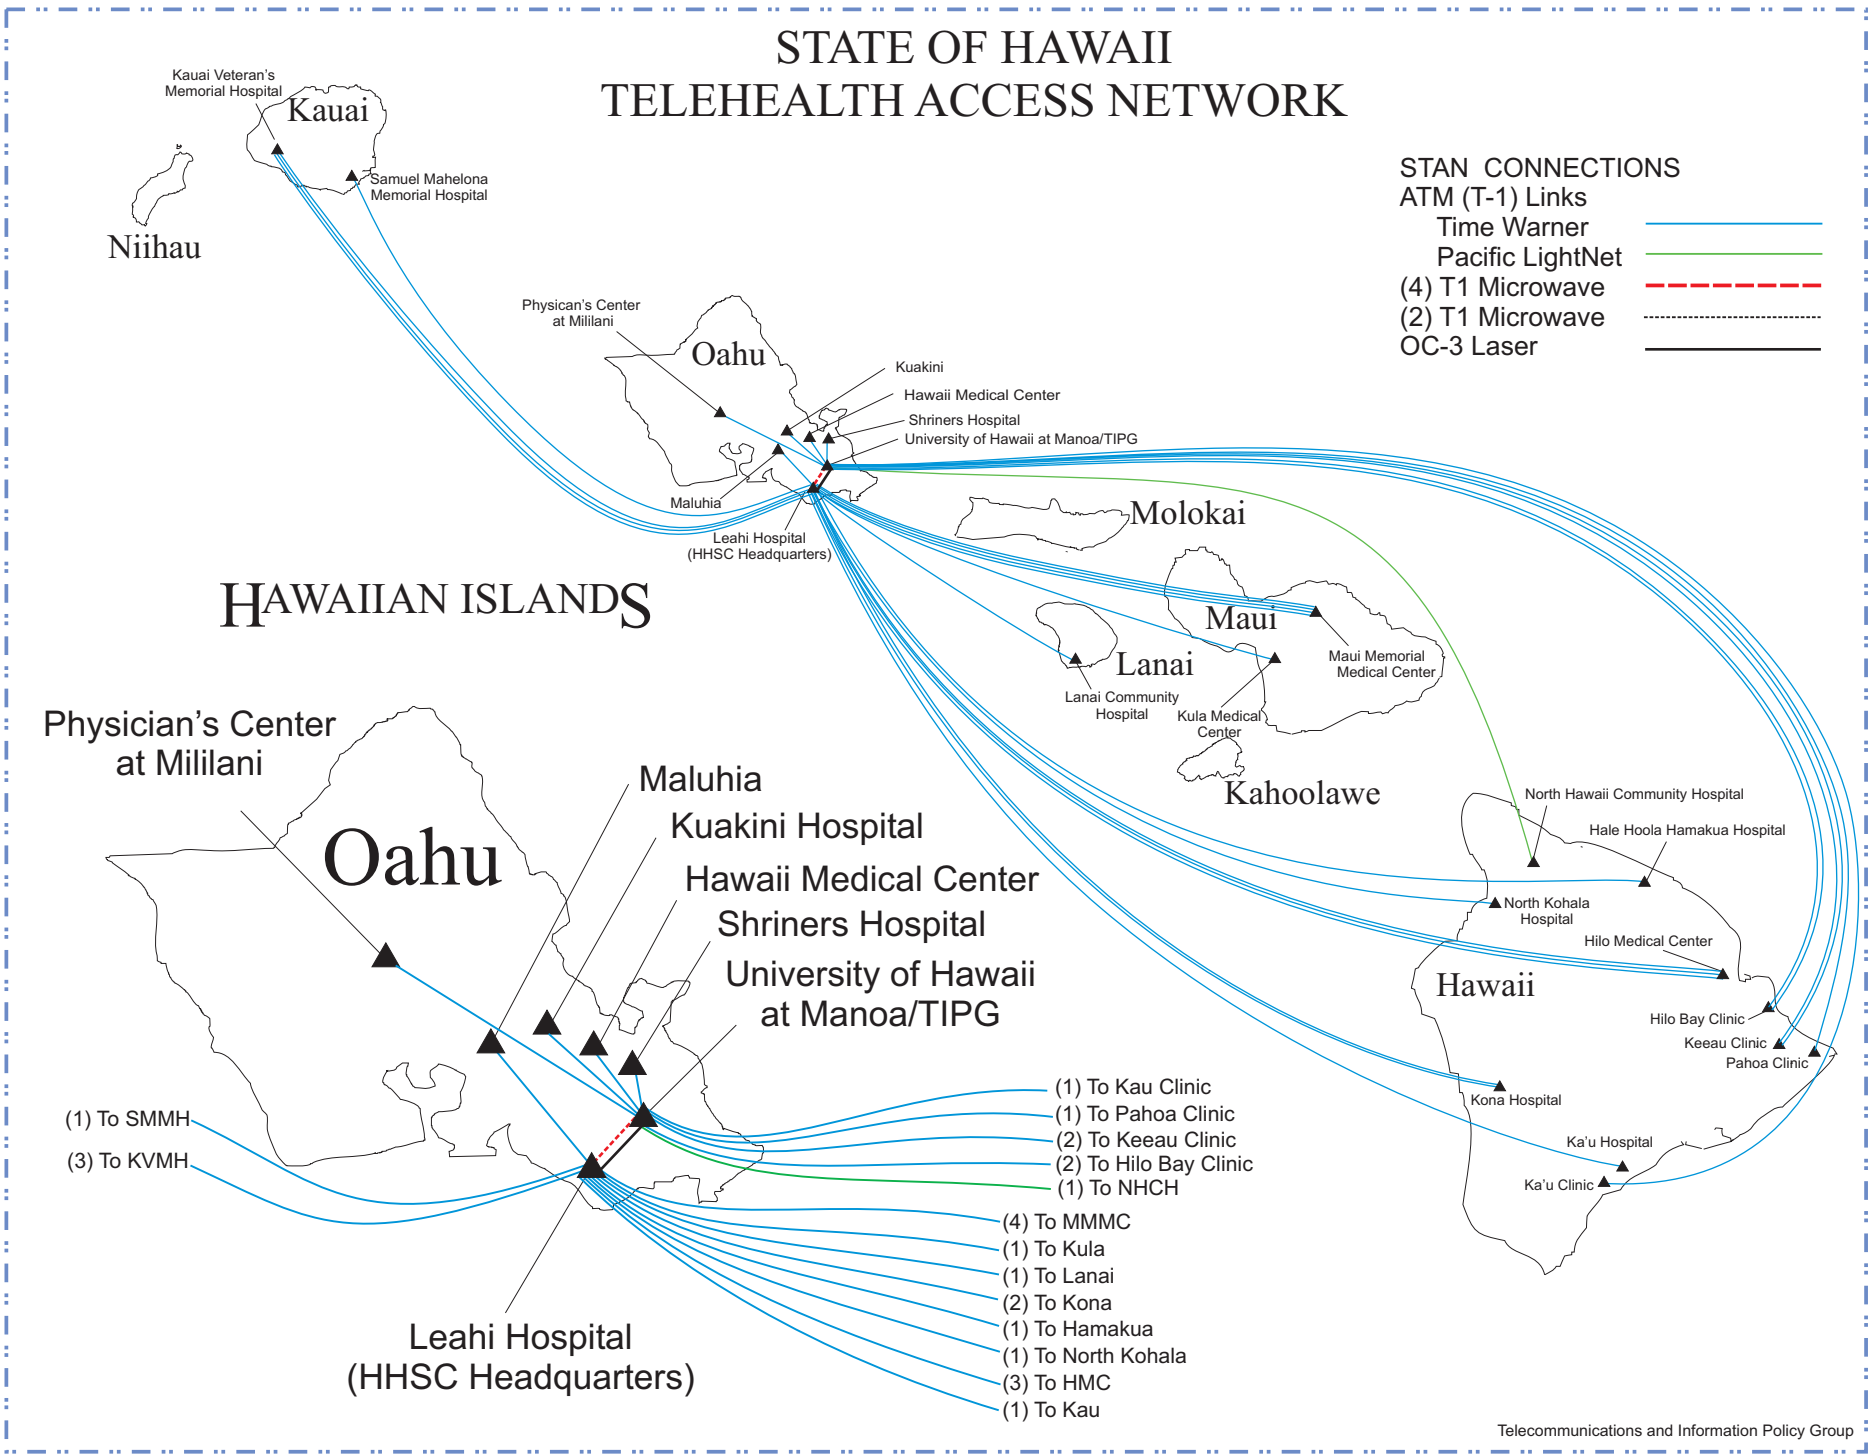 STATE OF HAWAII
TELEHEALTH ACCESS NETWORK
Kauai Veteran's
Memorial Hospital
Kauai
Samuel Mahelona
Memorial Hospital
Niihau
STAN CONNECTIONS
ATM (T-1) Links
Time Warner
Pacific LightNet
(4) T1 Microwave
(2) T1 Microwave
OC-3 Laser
Physican's Center
at Mililani
Oahu
Kuakini
Hawaii Medical Center
Shriners Hospital
University of Hawaii at Manoa/TIPG
Maluhia
Leahi Hospital
(HHSC Headquarters)
Molokai
Maui
Maui Memorial
Medical Center
Lanai
Lanai Community
Hospital
Kula Medical
Center
Kahoolawe
HAWAIIAN ISLANDS
North Hawaii Community Hospital
Hale Hoola Hamakua Hospital
North Kohala
Hospital
Hilo Medical Center
Hawaii
Hilo Bay Clinic
Keeau Clinic
Pahoa Clinic
Kona Hospital
Ka'u Hospital
Ka'u Clinic
Physician's Center
at Mililani
Oahu
Maluhia
Kuakini Hospital
Hawaii Medical Center
Shriners Hospital
University of Hawaii
at Manoa/TIPG
(1) To SMMH
(3) To KVMH
(1) To Kau Clinic
(1) To Pahoa Clinic
(2) To Keeau Clinic
(2) To Hilo Bay Clinic
(1) To NHCH
(4) To MMMC
(1) To Kula
(1) To Lanai
(2) To Kona
(1) To Hamakua
(1) To North Kohala
(3) To HMC
(1) To Kau
Leahi Hospital
(HHSC Headquarters)
Telecommunications and Information Policy Group